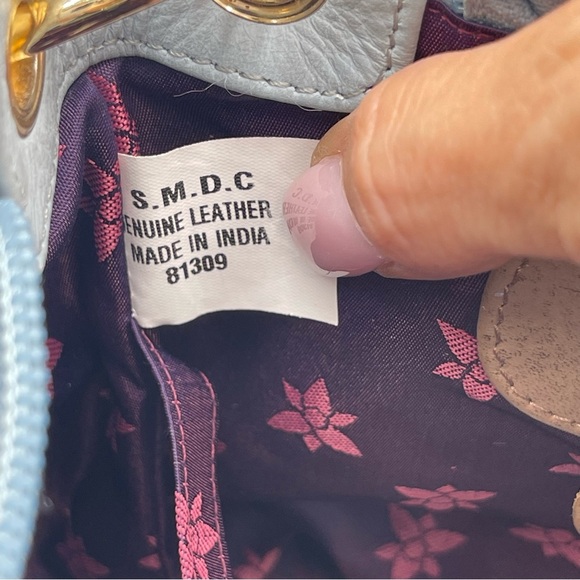 S.M.D.C
ENUINE LEATHER
MADE IN INDIA
81309